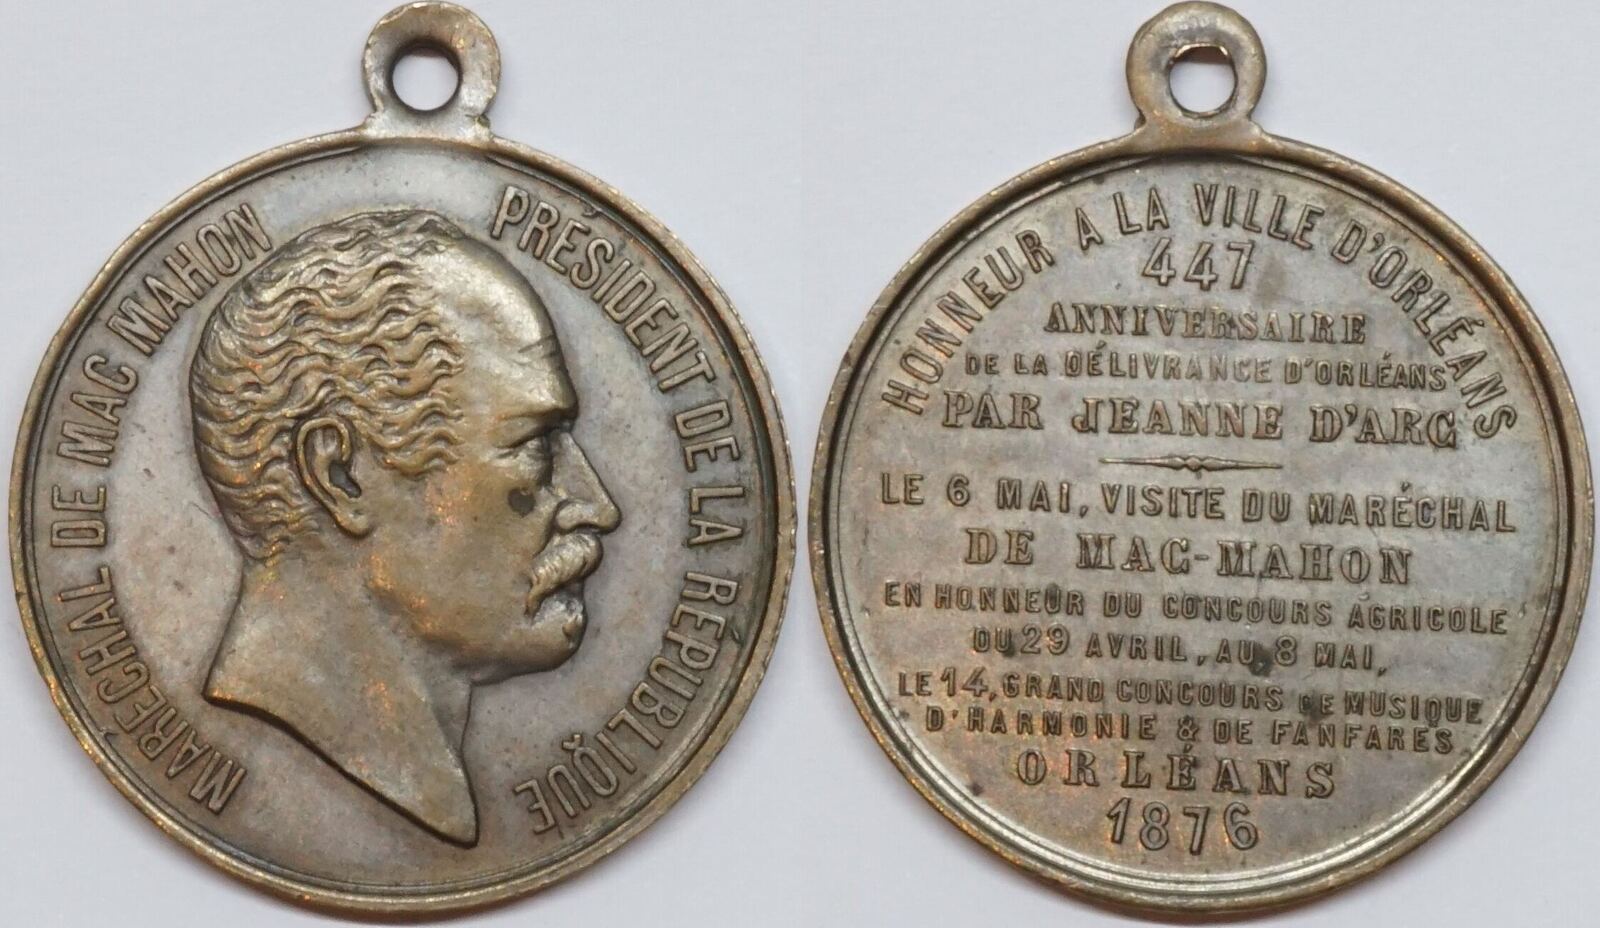 MARECHAL DE MAC MAHON
PRÉSIDENT DE LA RÉPUBLIQUE
HONNEUR A LA VILLE D'ORLÉANS
447
ANNIVERSAIRE
DE LA DÉLIVRANCE D'ORLÉANS
PAR JEANNE D'ARC
LE 6 MAI, VISITE DU MARÉCHAL
DE MAC-MAHON
EN HONNEUR DU CONCOURS AGRICOLE
DU 29 AVRIL, AU 8 MAI,
LE 14, GRAND CONCOURS DE MUSIQUE
D'HARMONIE & DE FANFARES
ORLÉANS
1876